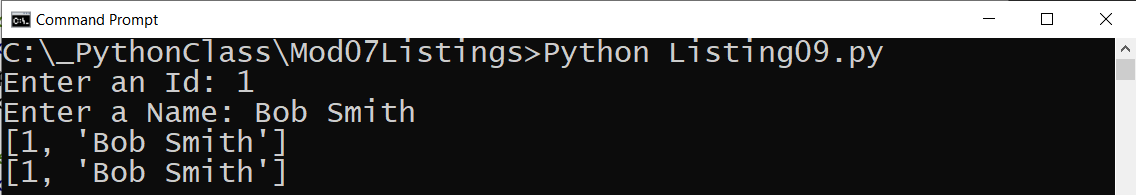 Command Prompt
C:\_PythonClass\Mod07Listings>Python Listing09.py
Enter an Id: 1
Enter a Name: Bob Smith
[1, 'Bob Smith']
[1, 'Bob Smith']